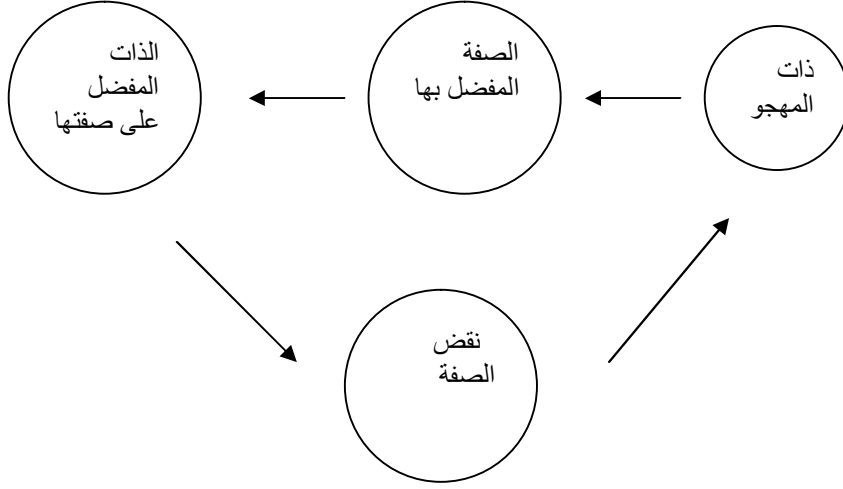 ذات
المهجو
الصفة
المفضل بها
الذات
المفضل
على صفتها
نقض
الصفة